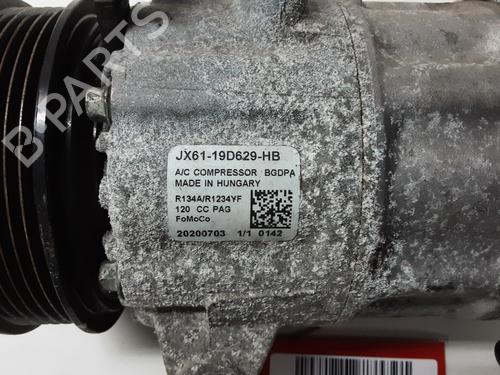 JX61-19D629-HB
A/C COMPRESSOR BGDPA
MADE IN HUNGARY
R134A/R1234YF
120 CC PAG
FoMoCo
20200703 1/1 0142
B-PARTS